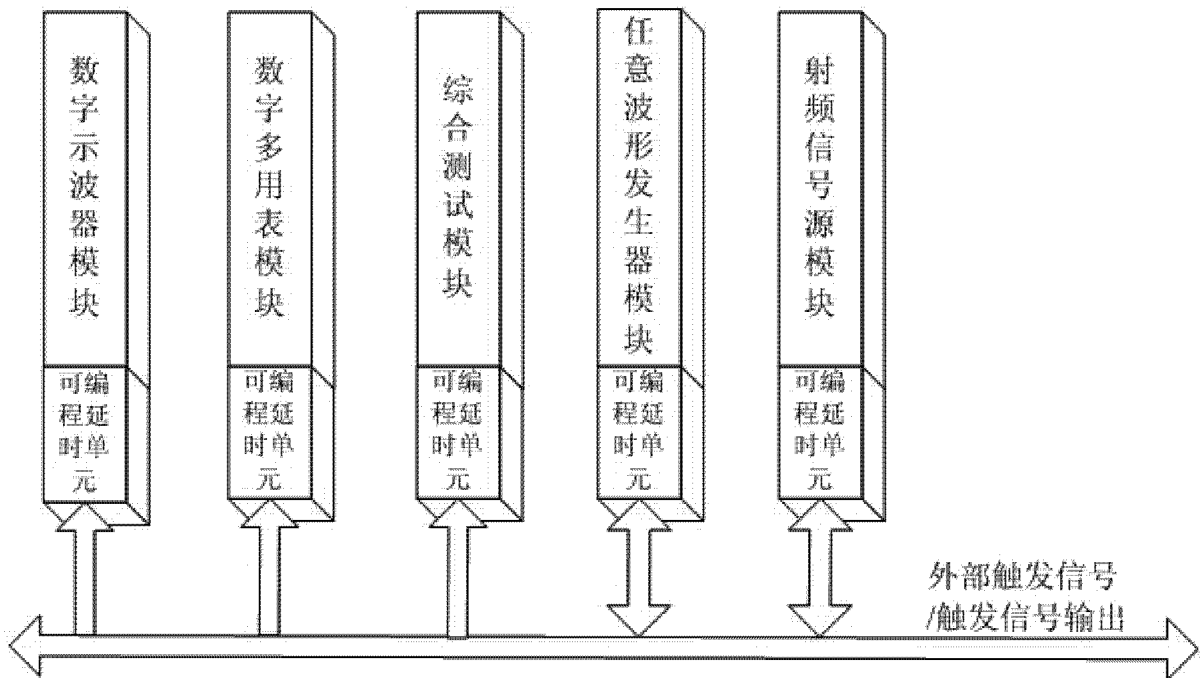 数字示波器模块
数字多用表模块
综合测试模块
任意波形发生器模块
射频信号源模块
可编
程延
时单
元
可编
程延
时单
元
可编
程延
时单
元
可编
程延
时单
元
可编
程延
时单
元
外部触发信号
/触发信号输出